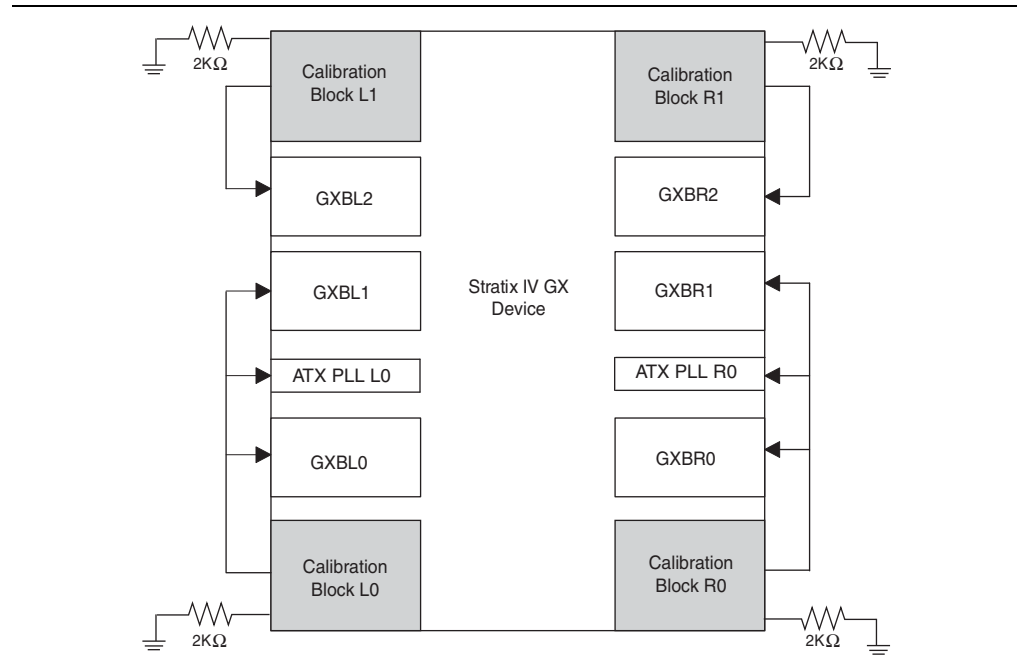 2KΩ
Calibration
Block L1
Calibration
Block R1
2KΩ
GXBL2
GXBR2
GXBL1
Stratix IV GX
Device
GXBR1
ATX PLL L0
ATX PLL R0
GXBL0
GXBR0
Calibration
Block L0
Calibration
Block R0
2KΩ
2KΩ